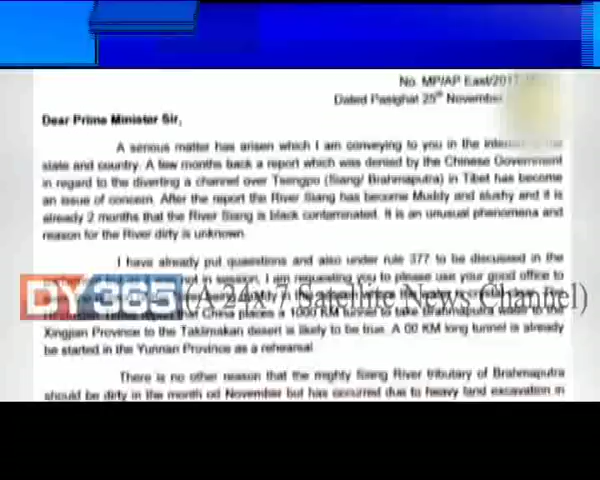 No. MP/AP East/2017
Dated Pasighat 25th November
Dear Prime Minister Sir,
A serious matter has arisen which I am conveying to you in the
state and country. A few months back a report which was denied by the Chinese Government
in regard to the diverting a channel over Tsengpu (Siang/ Brahmaputra) in Tibet has become
an issue of concern. After the report the River Siang has become Muddy and slushy and it is
already 2 months that the River Siang is black contaminated. It is an unusual phenomena and
reason for the River dirty is unknown.
I have already put questions and also under rule 377 to be discussed in the
not in session, I am requesting you to please use your good office to
DY365 (A 24x7 Satellite News Channel)
China places a 1000 KM tunnel to take Brahmaputra water to the
Xingjian Province to the Taklimakan desert is likely to be true. A 00 KM long tunnel is already
be started in the Yunnan Province as a rehearsal.
There is no other reason that the mighty Siang River tributary of Brahmaputra
should be dirty in the month od November but has occurred due to heavy land excavation in